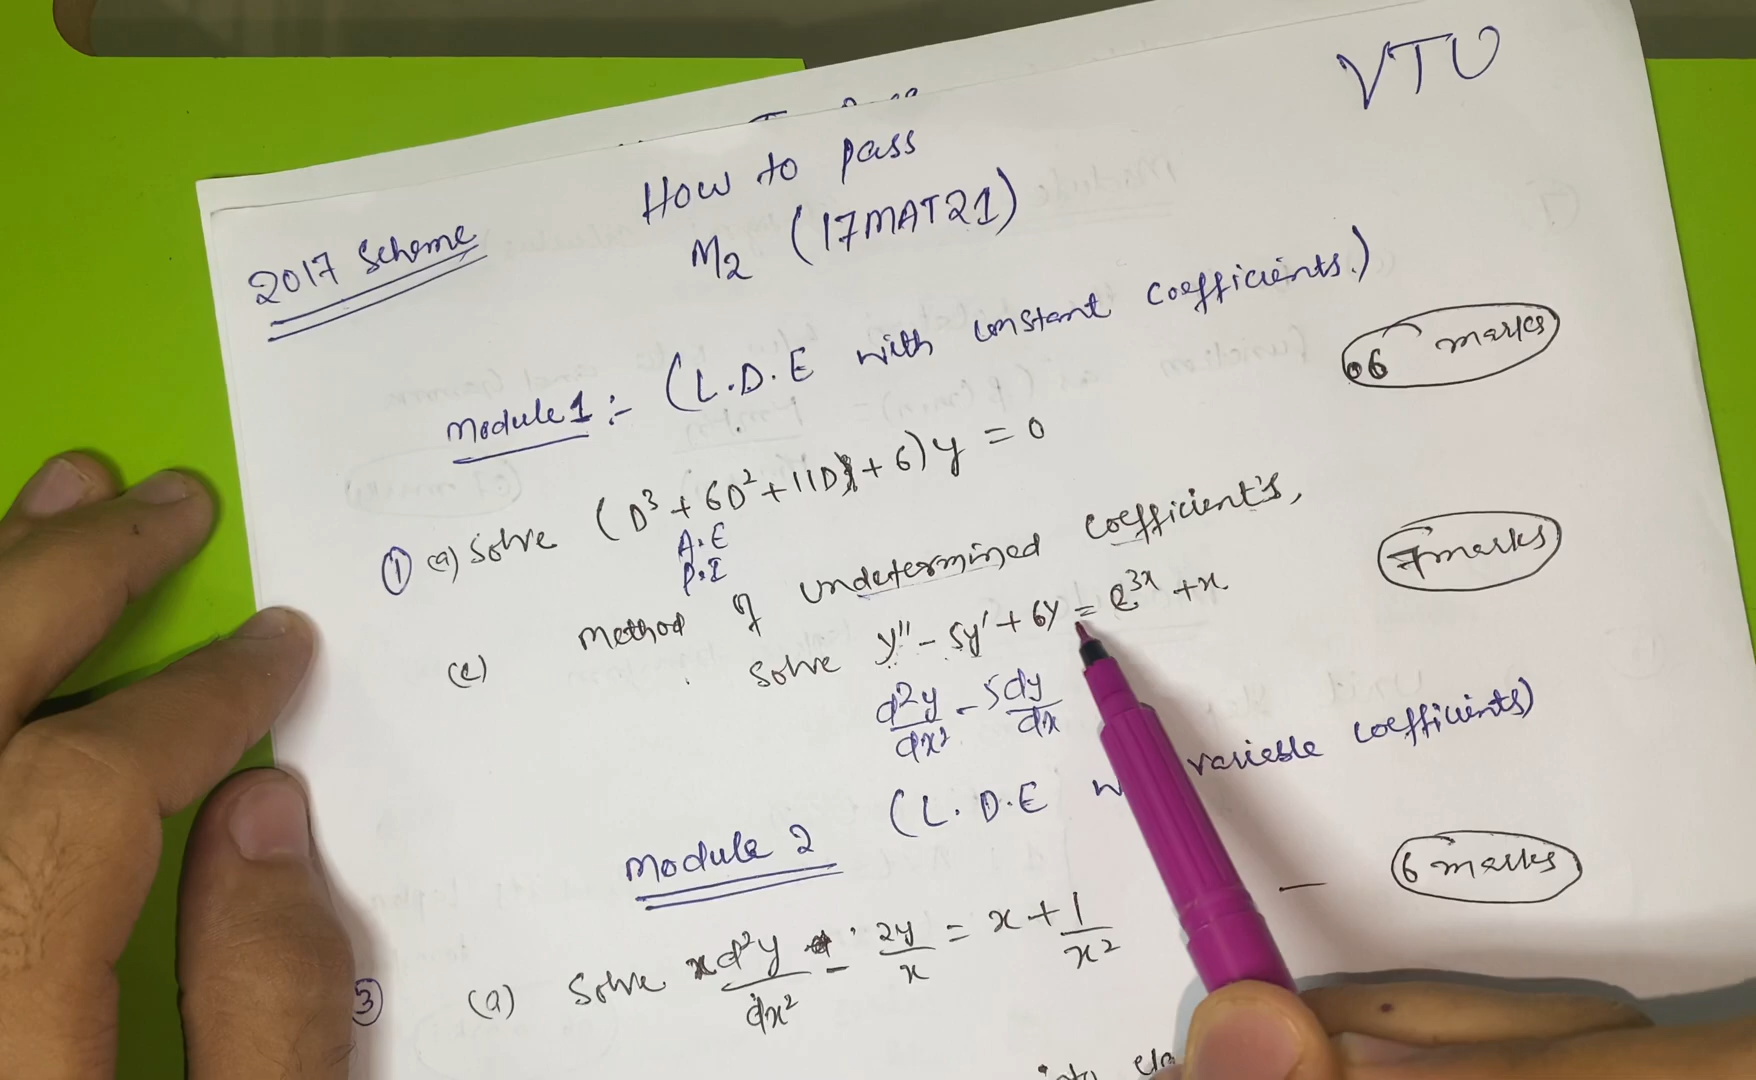 VTU
How to pass
2017 Scheme
M2 (17MAT21)
Module 1 :- (L.D.E with constant coefficients.)
06 marks
① (a) Solve (D³ + 6D² + 11D + 6)y = 0
A.E
P.I
(c) Method of undetermined coefficient's,
7 marks
solve y'' - 5y' + 6y = e^3x + x
d²y/dx² - 5dy/dx
Module 2 (L.D.E variable coefficients)
6 marks
③ (a) Solve x d²y/dx² - 2y/x = x + 1/x²